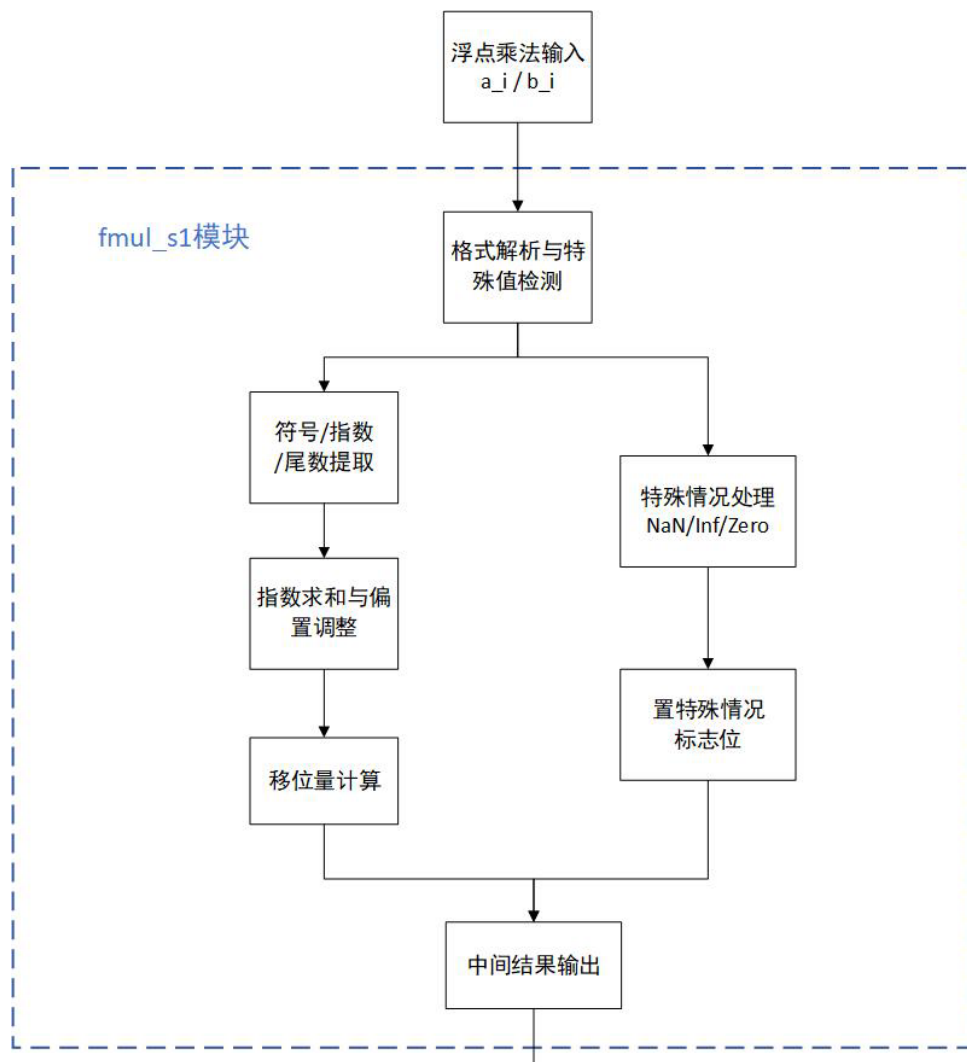 浮点乘法输入
a_i / b_i
fmul_s1模块
格式解析与特
殊值检测
符号/指数
/尾数提取
特殊情况处理
NaN/Inf/Zero
指数求和与偏
置调整
置特殊情况
标志位
移位量计算
中间结果输出